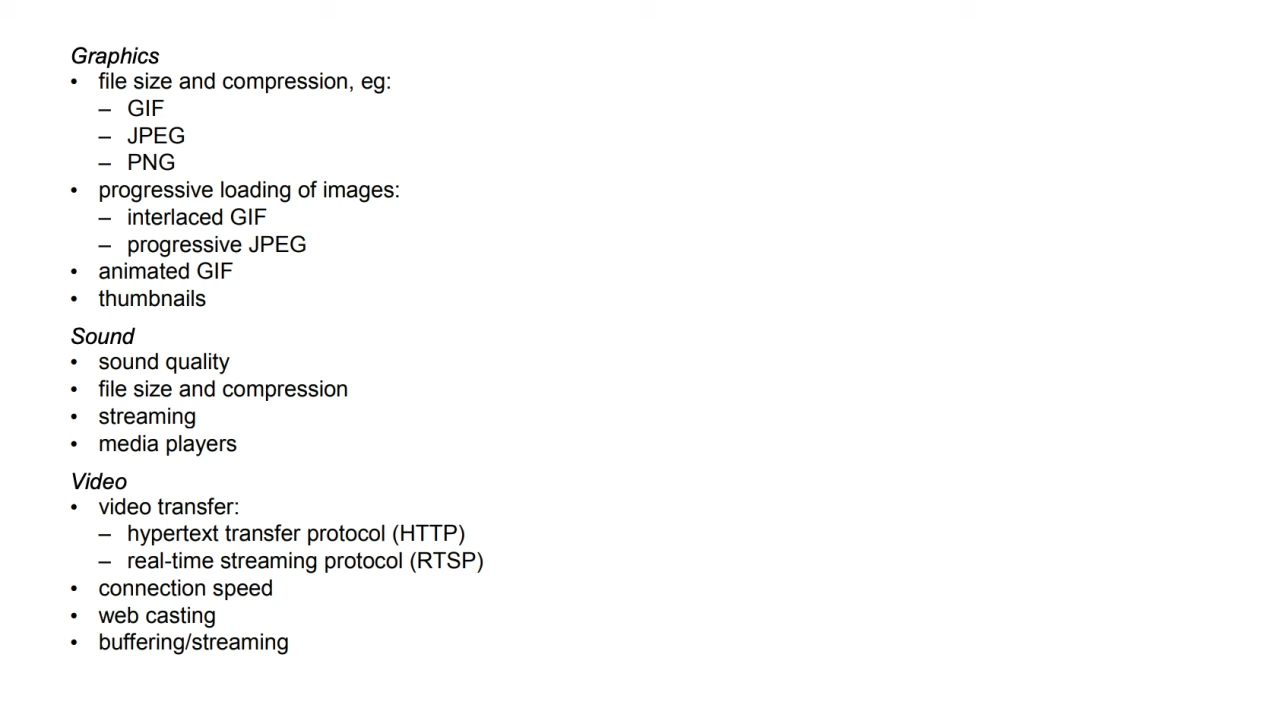 Graphics
• file size and compression, eg:
– GIF
– JPEG
– PNG
• progressive loading of images:
– interlaced GIF
– progressive JPEG
• animated GIF
• thumbnails
Sound
• sound quality
• file size and compression
• streaming
• media players
Video
• video transfer:
– hypertext transfer protocol (HTTP)
– real-time streaming protocol (RTSP)
• connection speed
• web casting
• buffering/streaming